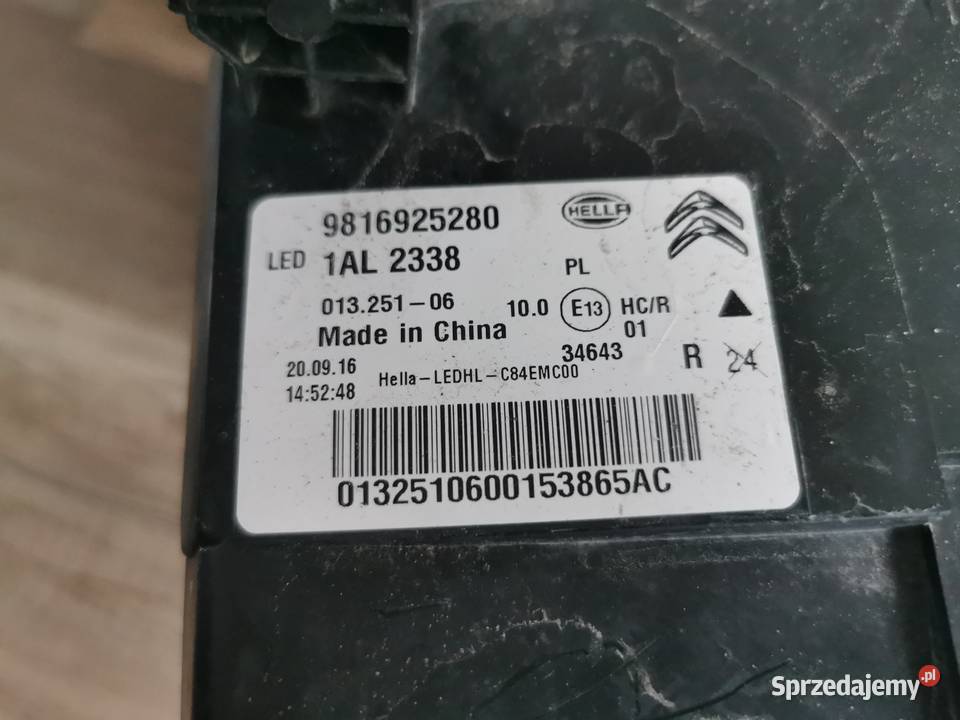 9816925280
HELLA
LED 1AL 2338
PL
013.251-06
10.0 E13 HC/R
01
Made in China
34643
R 24
20.09.16
14:52:48
Hella-LEDHL-C84EMC00
0132510600153865AC
Sprzedajemy.pl